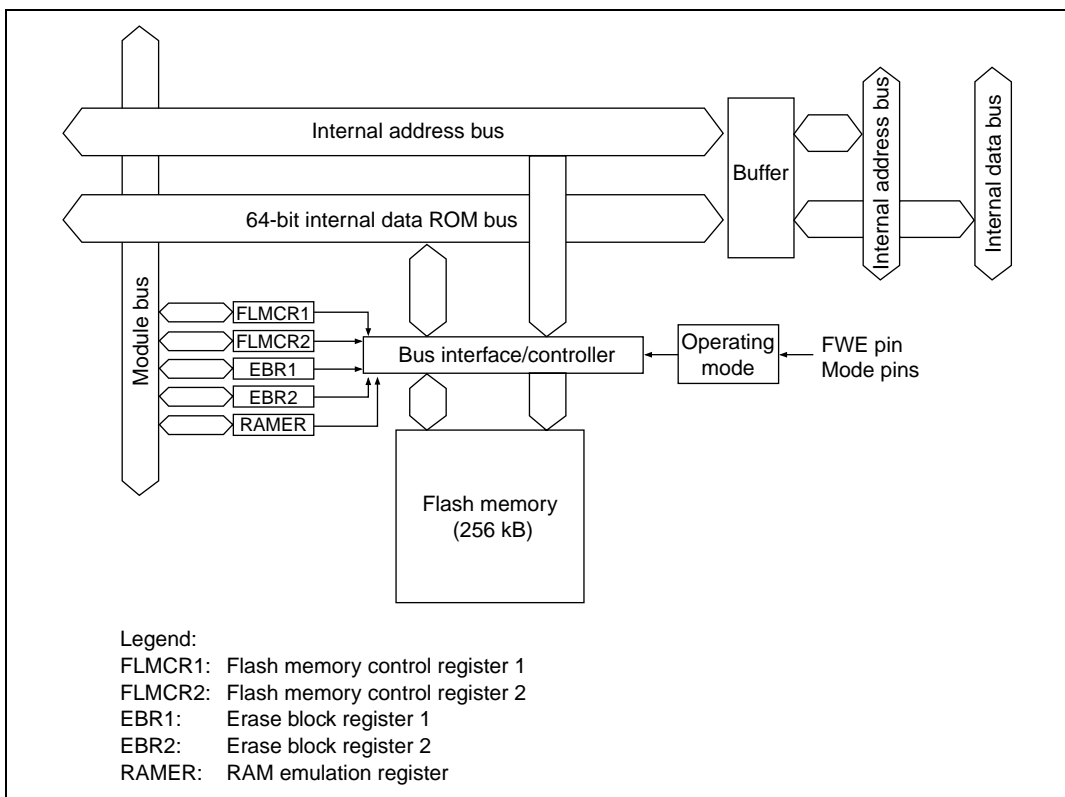 Internal address bus
Buffer
Internal address bus
Internal data bus
64-bit internal data ROM bus
Module bus
FLMCR1
FLMCR2
EBR1
EBR2
RAMER
Bus interface/controller
Operating
mode
FWE pin
Mode pins
Flash memory
(256 kB)
Legend:
FLMCR1: Flash memory control register 1
FLMCR2: Flash memory control register 2
EBR1: Erase block register 1
EBR2: Erase block register 2
RAMER: RAM emulation register